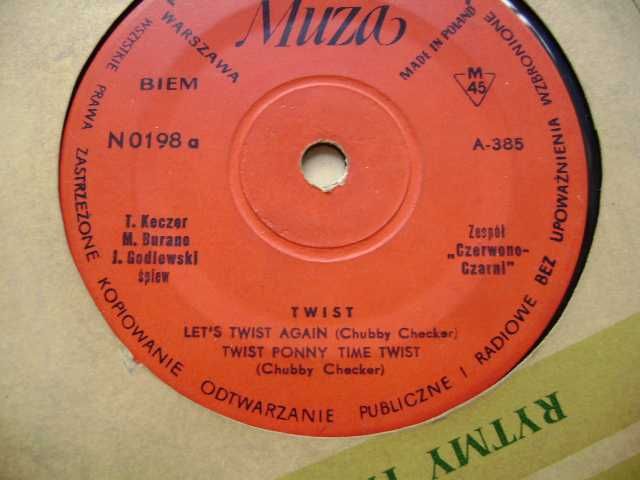 Muza
WARSZAWA
MADE IN POLAND
BIEM
M
45
N 0198 a
A-385
T. Keczer
M. Burano
J. Godlewski
śpiew
Zespół
„Czerwono-
Czarni"
TWIST
LET'S TWIST AGAIN (Chubby Checker)
TWIST PONNY TIME TWIST
(Chubby Checker)
WSZYSTKIE PRAWA ZASTRZEŻONE KOPIOWANIE ODTWARZANIE PUBLICZNE I RADIOWE BEZ UPOWAŻNIENIA WZBRONIONE
RYTMY